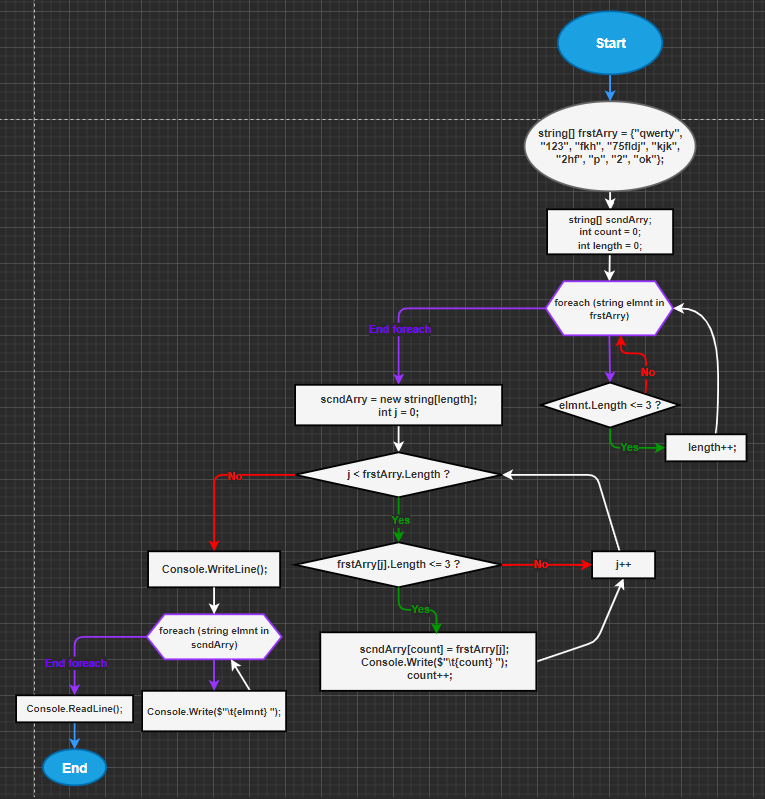 Start
string[] frstArry = {"qwerty",
"123", "fkh", "75fldj", "kjk",
"2hf", "p", "2", "ok"};
string[] scndArry;
int count = 0;
int length = 0;
foreach (string elmnt in
frstArry)
End foreach
No
elmnt.Length <= 3 ?
Yes
length++;
scndArry = new string[length];
int j = 0;
j < frstArry.Length ?
No
Yes
frstArry[j].Length <= 3 ?
No
j++
Yes
scndArry[count] = frstArry[j];
Console.Write($"\t{count} ");
count++;
Console.WriteLine();
foreach (string elmnt in
scndArry)
End foreach
Console.Write($"\t{elmnt} ");
Console.ReadLine();
End